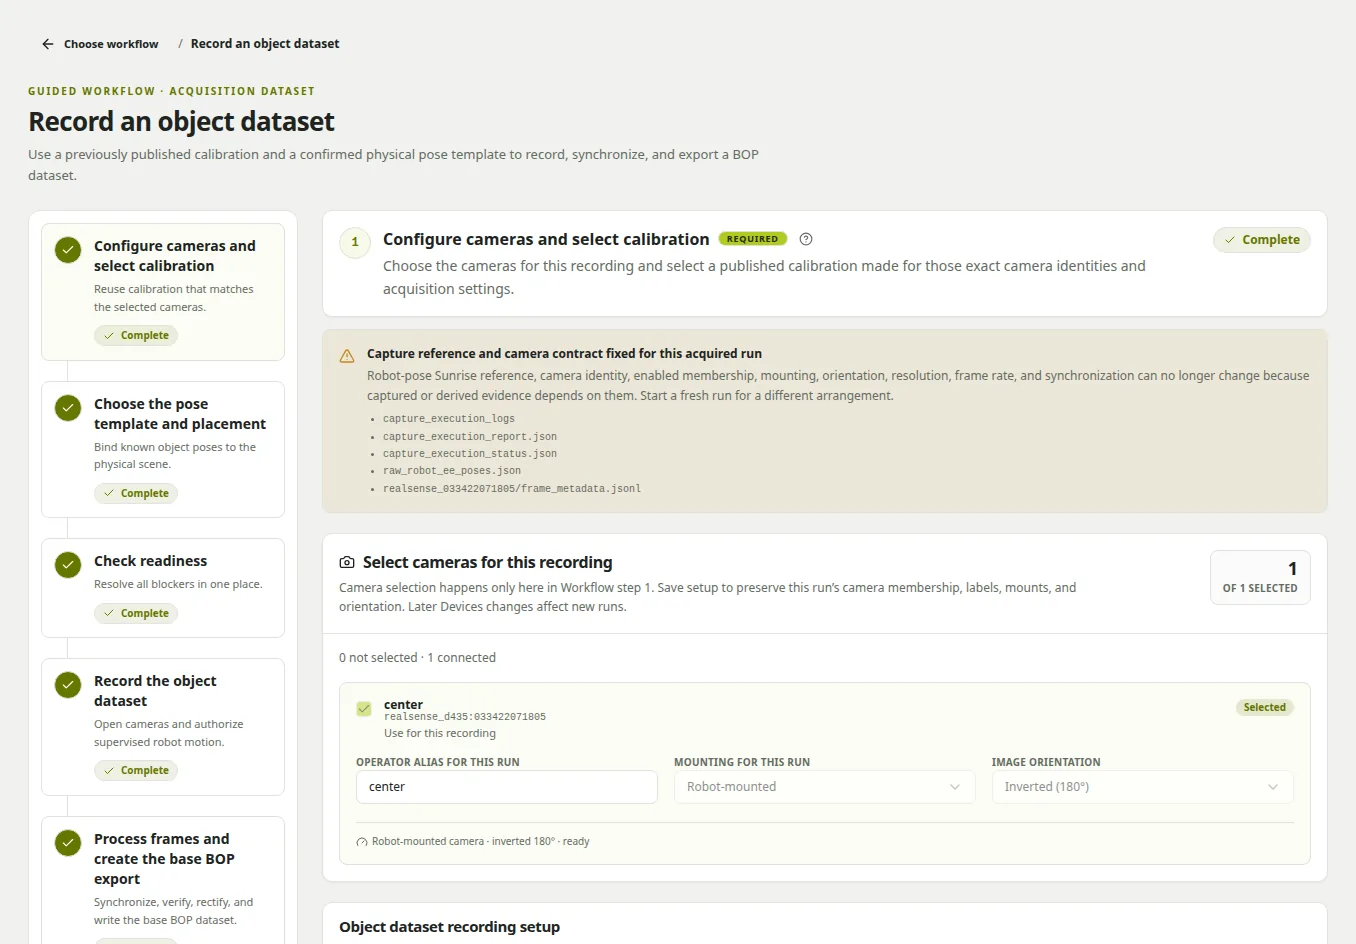 Choose workflow / Record an object dataset
GUIDED WORKFLOW · ACQUISITION DATASET
Record an object dataset
Use a previously published calibration and a confirmed physical pose template to record, synchronize, and export a BOP
dataset.
Configure cameras and
select calibration
Reuse calibration that matches
the selected cameras.
Complete
Choose the pose
template and placement
Bind known object poses to the
physical scene.
Complete
Check readiness
Resolve all blockers in one place.
Complete
Record the object
dataset
Open cameras and authorize
supervised robot motion.
Complete
Process frames and
create the base BOP
export
Synchronize, verify, rectify, and
write the base BOP dataset.
1 Configure cameras and select calibration REQUIRED Complete
Choose the cameras for this recording and select a published calibration made for those exact camera identities and
acquisition settings.
Capture reference and camera contract fixed for this acquired run
Robot-pose Sunrise reference, camera identity, enabled membership, mounting, orientation, resolution, frame rate, and synchronization can no longer change because
captured or derived evidence depends on them. Start a fresh run for a different arrangement.
• capture_execution_logs
• capture_execution_report.json
• capture_execution_status.json
• raw_robot_ee_poses.json
• realsense_033422071805/frame_metadata.jsonl
Select cameras for this recording
Camera selection happens only here in Workflow step 1. Save setup to preserve this run's camera membership, labels, mounts, and
orientation. Later Devices changes affect new runs.
1
OF 1 SELECTED
0 not selected · 1 connected
center
realsense_d435:033422071805
Use for this recording
Selected
OPERATOR ALIAS FOR THIS RUN MOUNTING FOR THIS RUN IMAGE ORIENTATION
center Robot-mounted Inverted (180°)
Robot-mounted camera · inverted 180° · ready
Object dataset recording setup